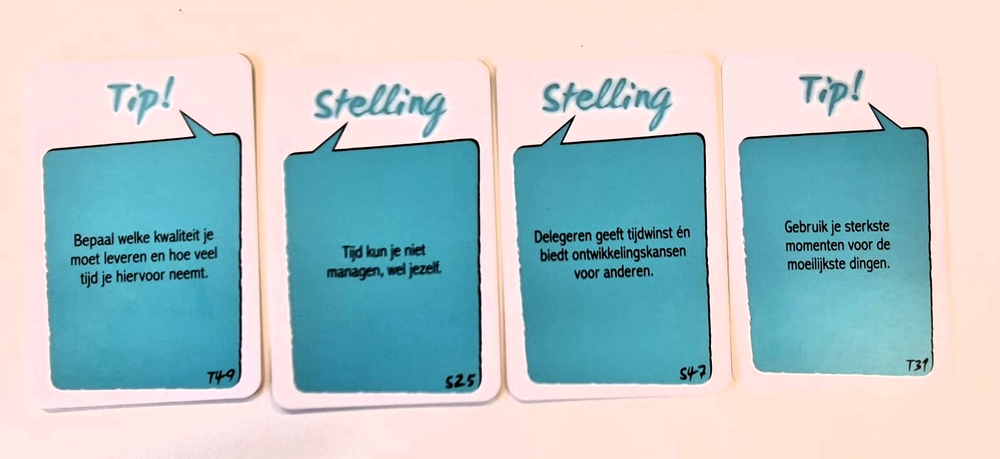 Tip!
Bepaal welke kwaliteit je
moet leveren en hoe veel
tijd je hiervoor neemt.
T49
Stelling
Tijd kun je niet
managen, wel jezelf.
S25
Stelling
Delegeren geeft tijdwinst én
biedt ontwikkelingskansen
voor anderen.
S47
Tip!
Gebruik je sterkste
momenten voor de
moeilijkste dingen.
T31